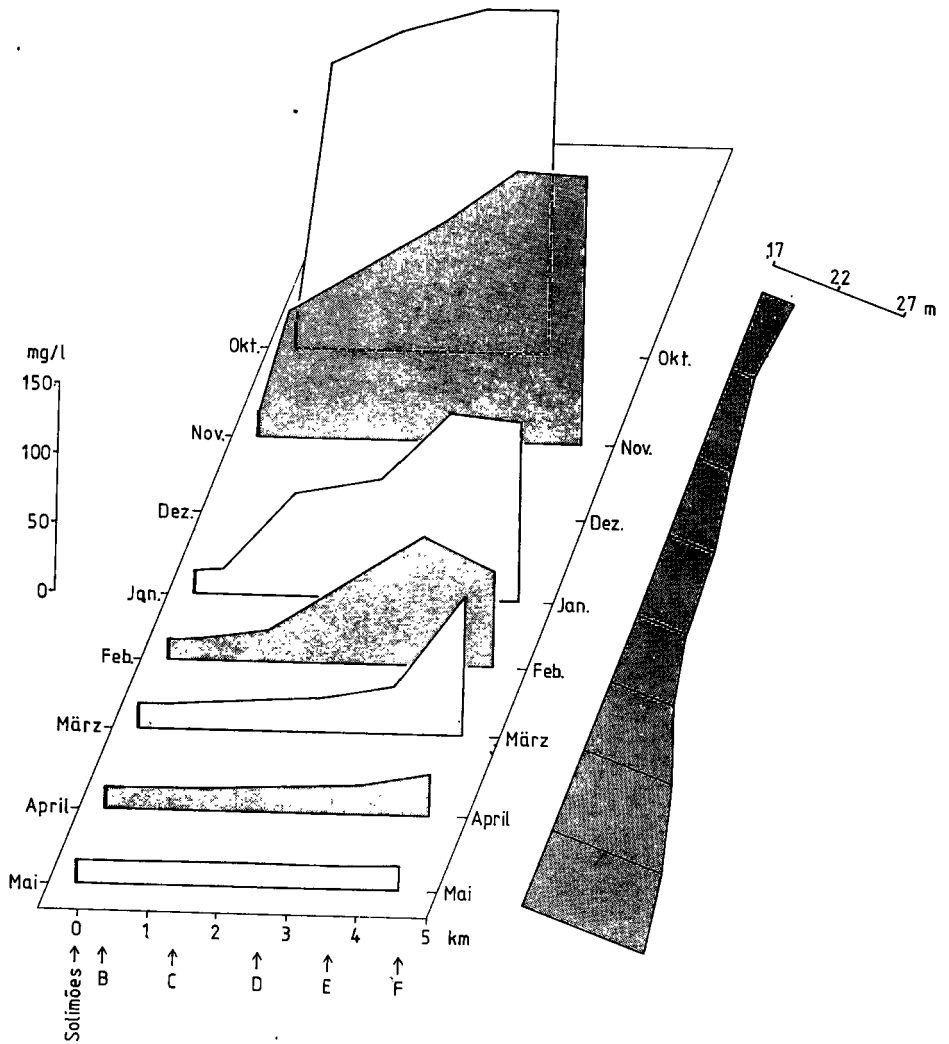 17
22
27 m
mg/l
150
100
50
0
Okt.
Nov.
Dez.
Jan.
Feb.
März
April
Mai
Okt.
Nov.
Dez.
Jan.
Feb.
März
April
Mai
0 1 2 3 4 5 km
Solimões B C D E F